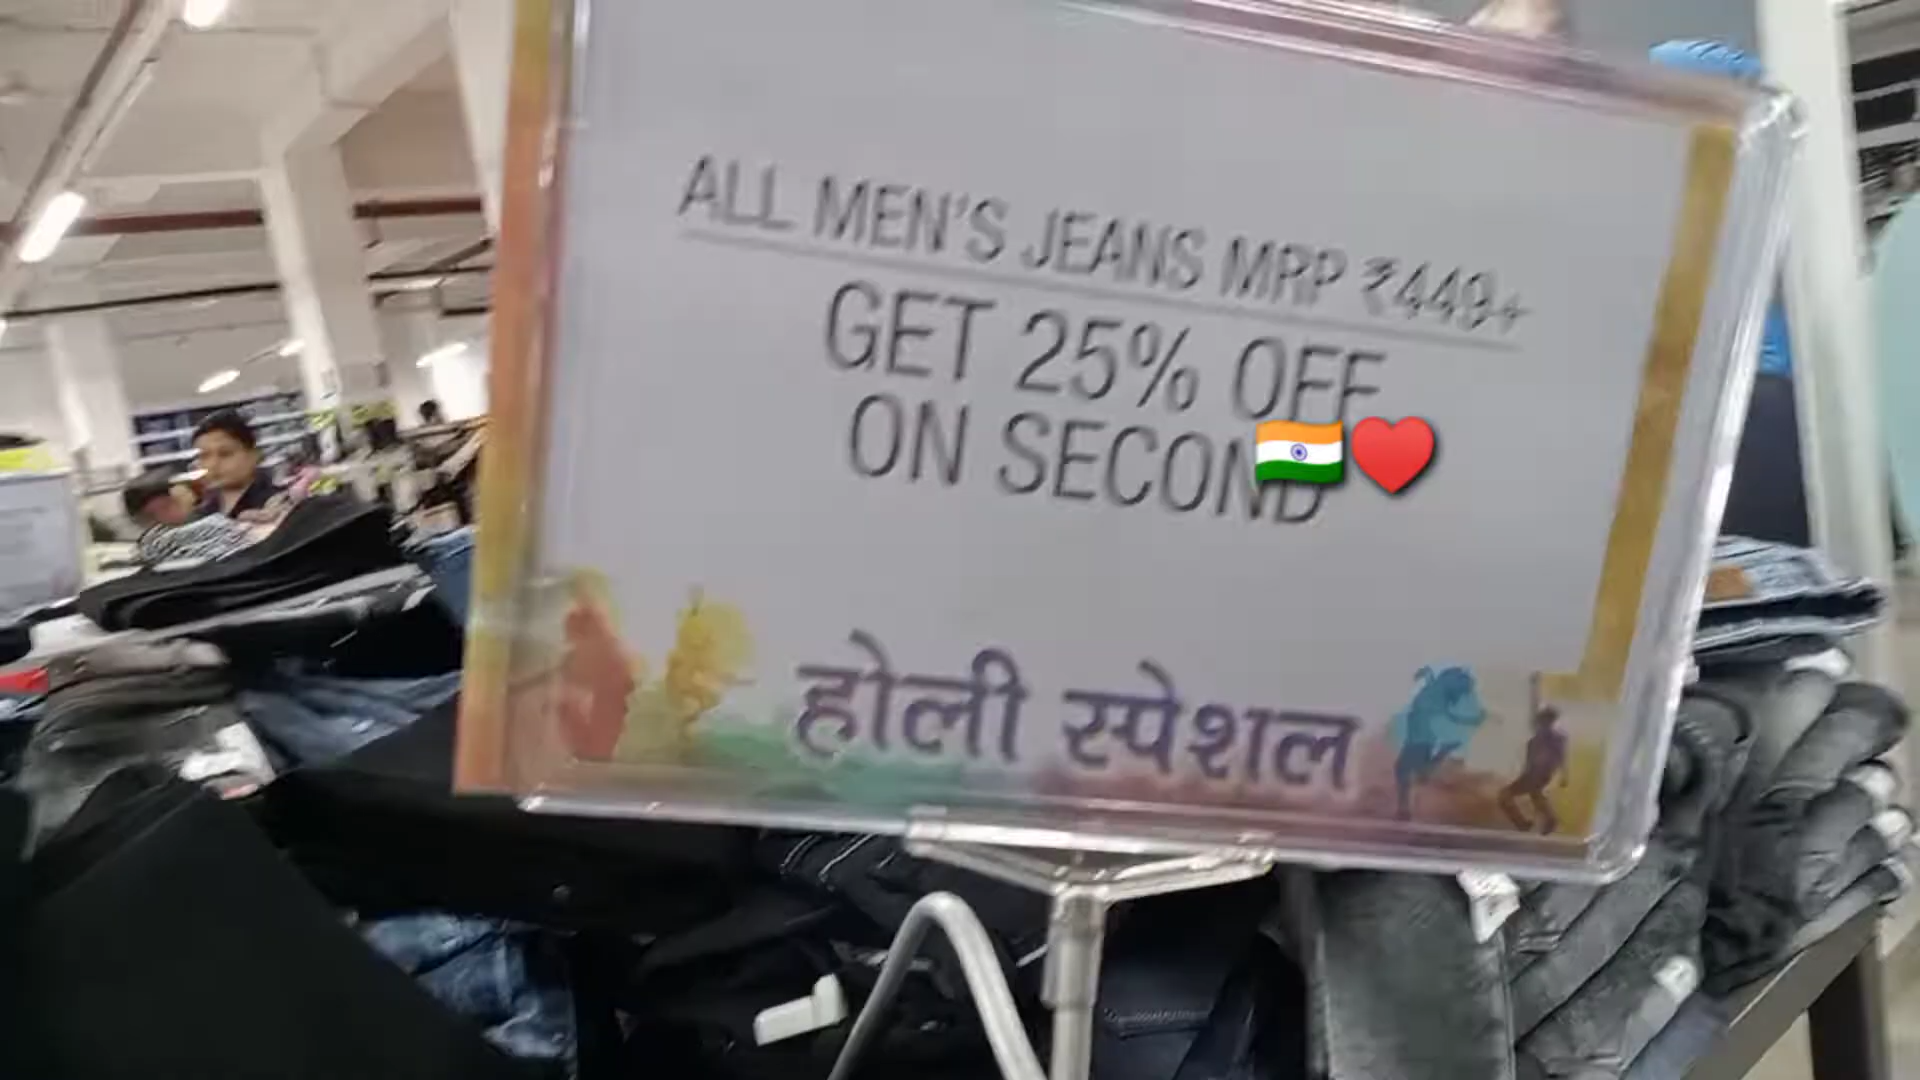 ALL MEN'S JEANS MRP ₹449+
GET 25% OFF
ON SECOND
होली स्पेशल